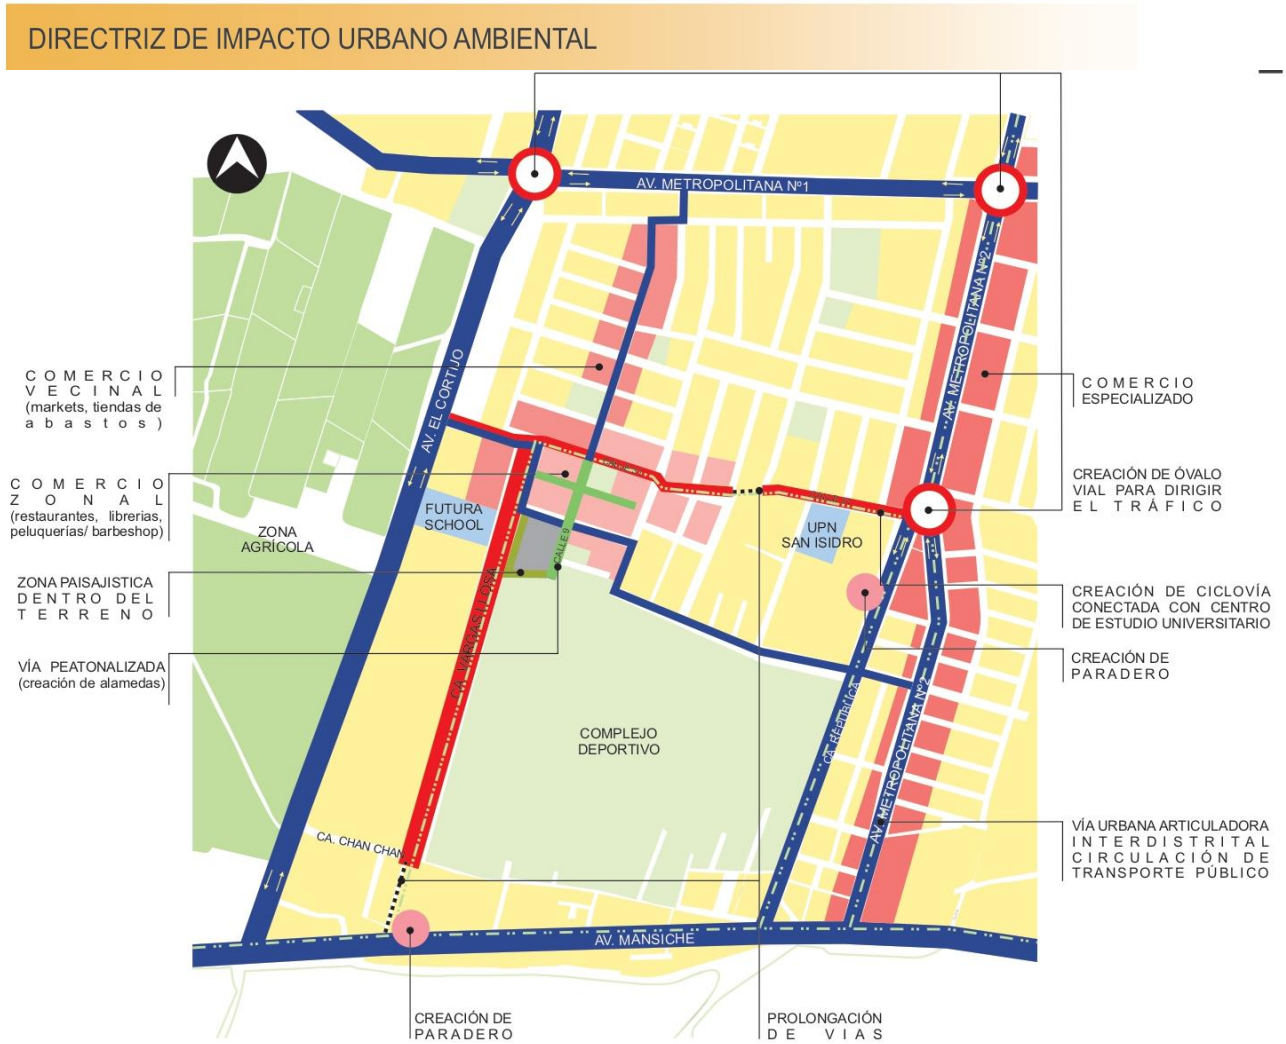 DIRECTRIZ DE IMPACTO URBANO AMBIENTAL
AV. METROPOLITANA Nº1
AV. METROPOLITANA Nº2
AV. EL CORTIJO
COMERCIO
VECINAL
(markets, tiendas de
abastos)
COMERCIO
ESPECIALIZADO
COMERCIO
ZONAL
(restaurantes, librerias,
peluquerías/ barbeshop)
CREACIÓN DE ÓVALO
VIAL PARA DIRIGIR
EL TRÁFICO
FUTURA
SCHOOL
UPN
SAN ISIDRO
ZONA
AGRÍCOLA
CALLE 9
ZONA PAISAJISTICA
DENTRO DEL
TERRENO
CREACIÓN DE CICLOVÍA
CONECTADA CON CENTRO
DE ESTUDIO UNIVERSITARIO
VÍA PEATONALIZADA
(creación de alamedas)
CREACIÓN DE
PARADERO
CA. VARGAS LLOSA
COMPLEJO
DEPORTIVO
CA. REPÚBLICA
AV. METROPOLITANA Nº2
CA. CHAN CHAN
VÍA URBANA ARTICULADORA
INTERDISTRITAL
CIRCULACIÓN DE
TRANSPORTE PÚBLICO
AV. MANSICHE
CREACIÓN DE
PARADERO
PROLONGACIÓN
DE VIAS